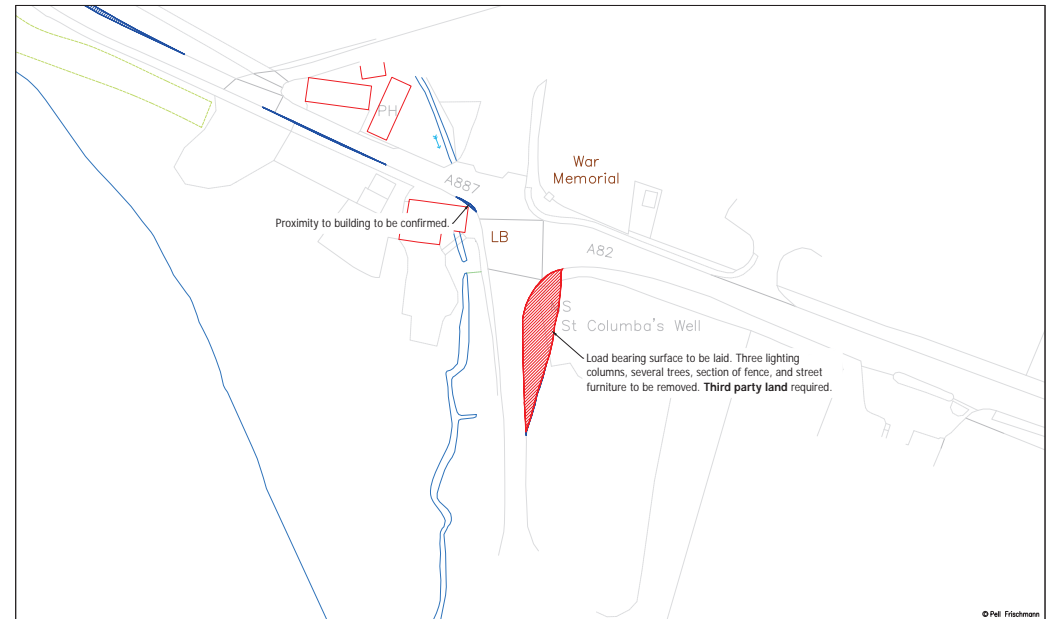 PH
War
Memorial
A887
Proximity to building to be confirmed.
LB
A82
S
St Columba's Well
Load bearing surface to be laid. Three lighting
columns, several trees, section of fence, and street
furniture to be removed. Third party land required.
© Pell Frischmann